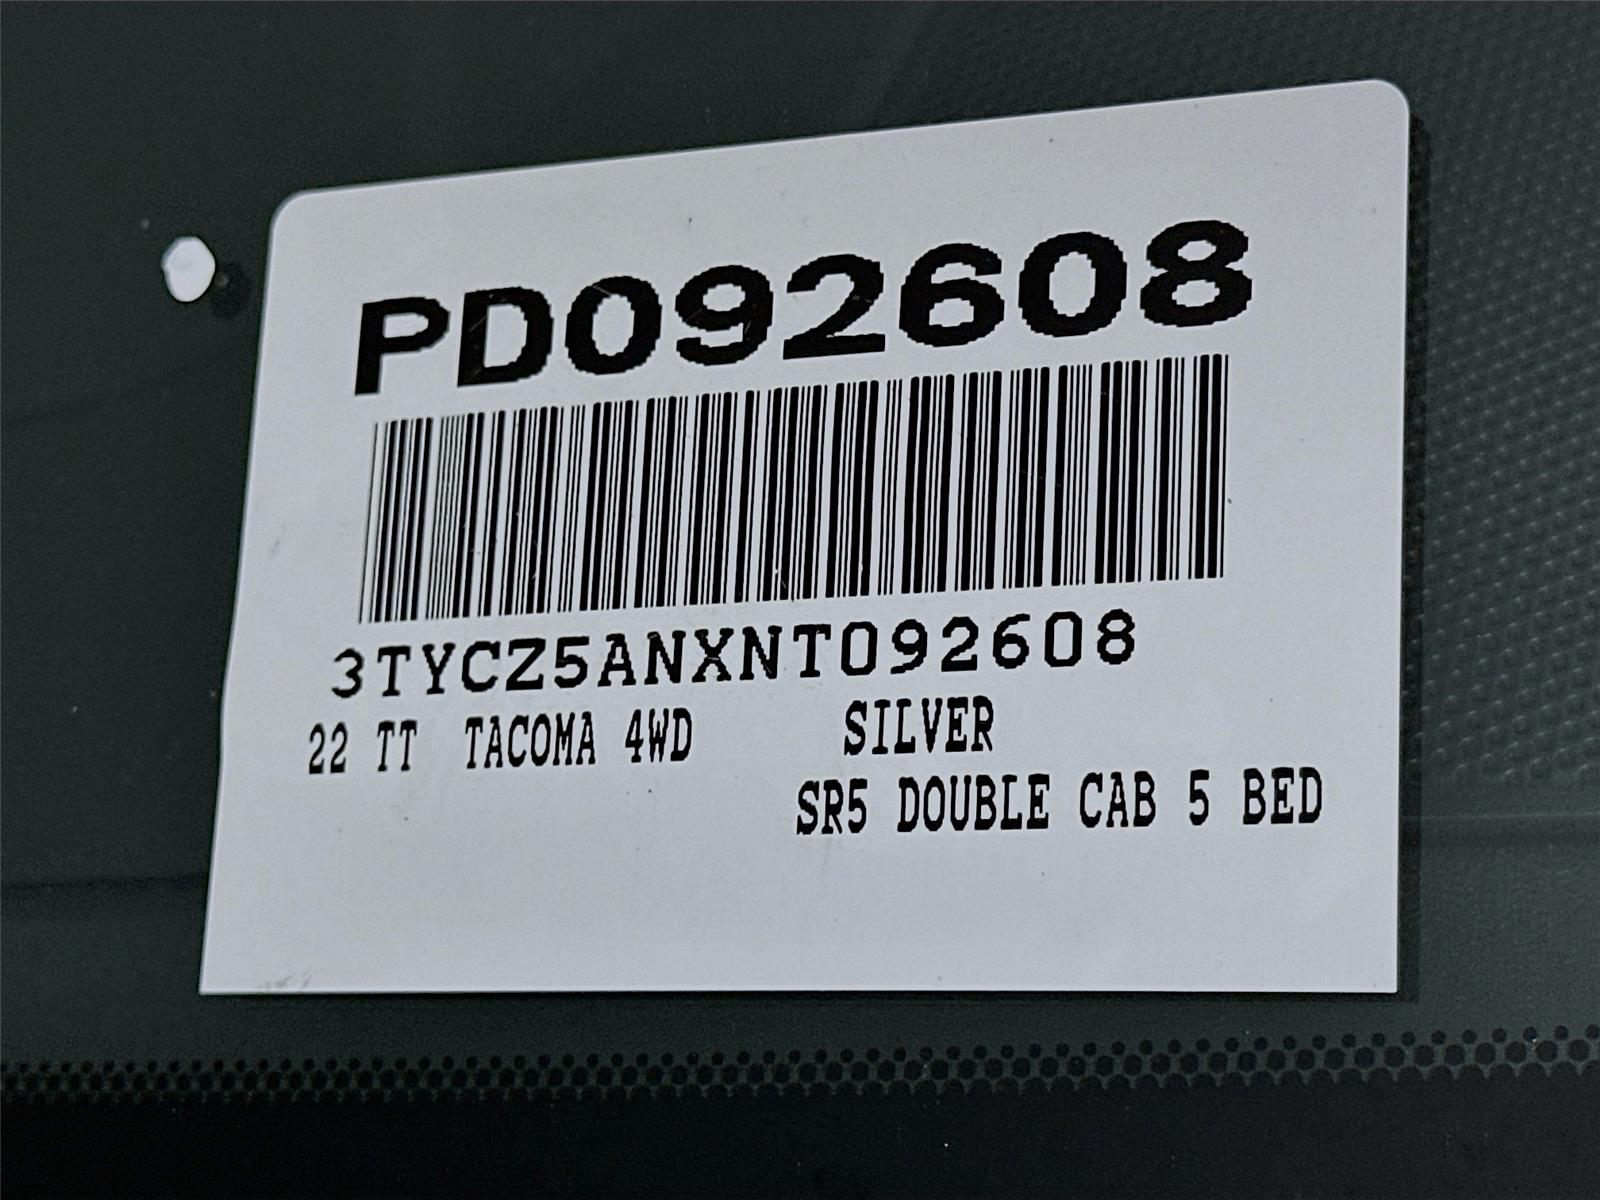 PD092608
3TYCZ5ANXNT092608
22 TT TACOMA 4WD SILVER
SR5 DOUBLE CAB 5 BED